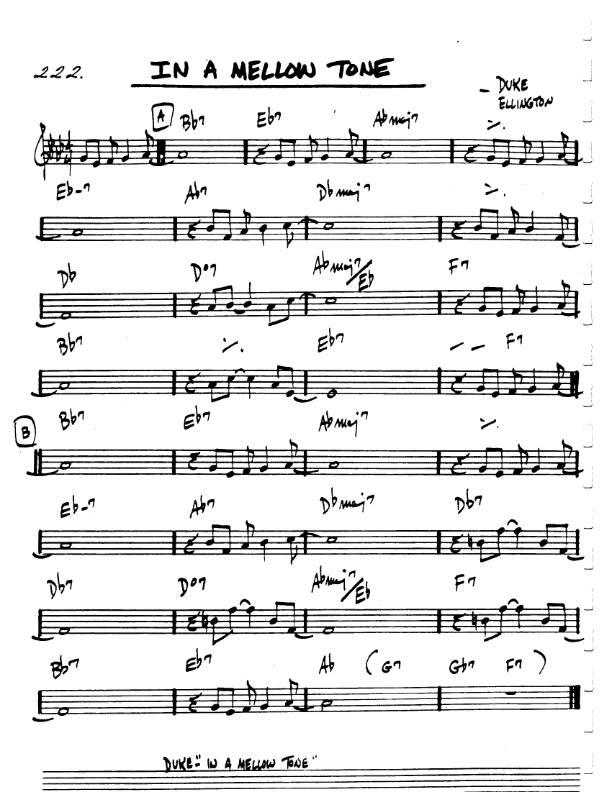 222. IN A MELLOW TONE
– DUKE
ELLINGTON
A Bb7 Eb7 Abmaj7 ٪.
Eb-7 Ab7 Dbmaj7 ٪.
Db D°7 Abmaj7/Eb F7
Bb7 ٪. Eb7 — — F7
B Bb7 Eb7 Abmaj7 ٪.
Eb-7 Ab7 Dbmaj7 Db7
Db7 D°7 Abmaj7/Eb F7
Bb7 Eb7 Ab (G7 Gb7 F7)
DUKE – "IN A MELLOW TONE"